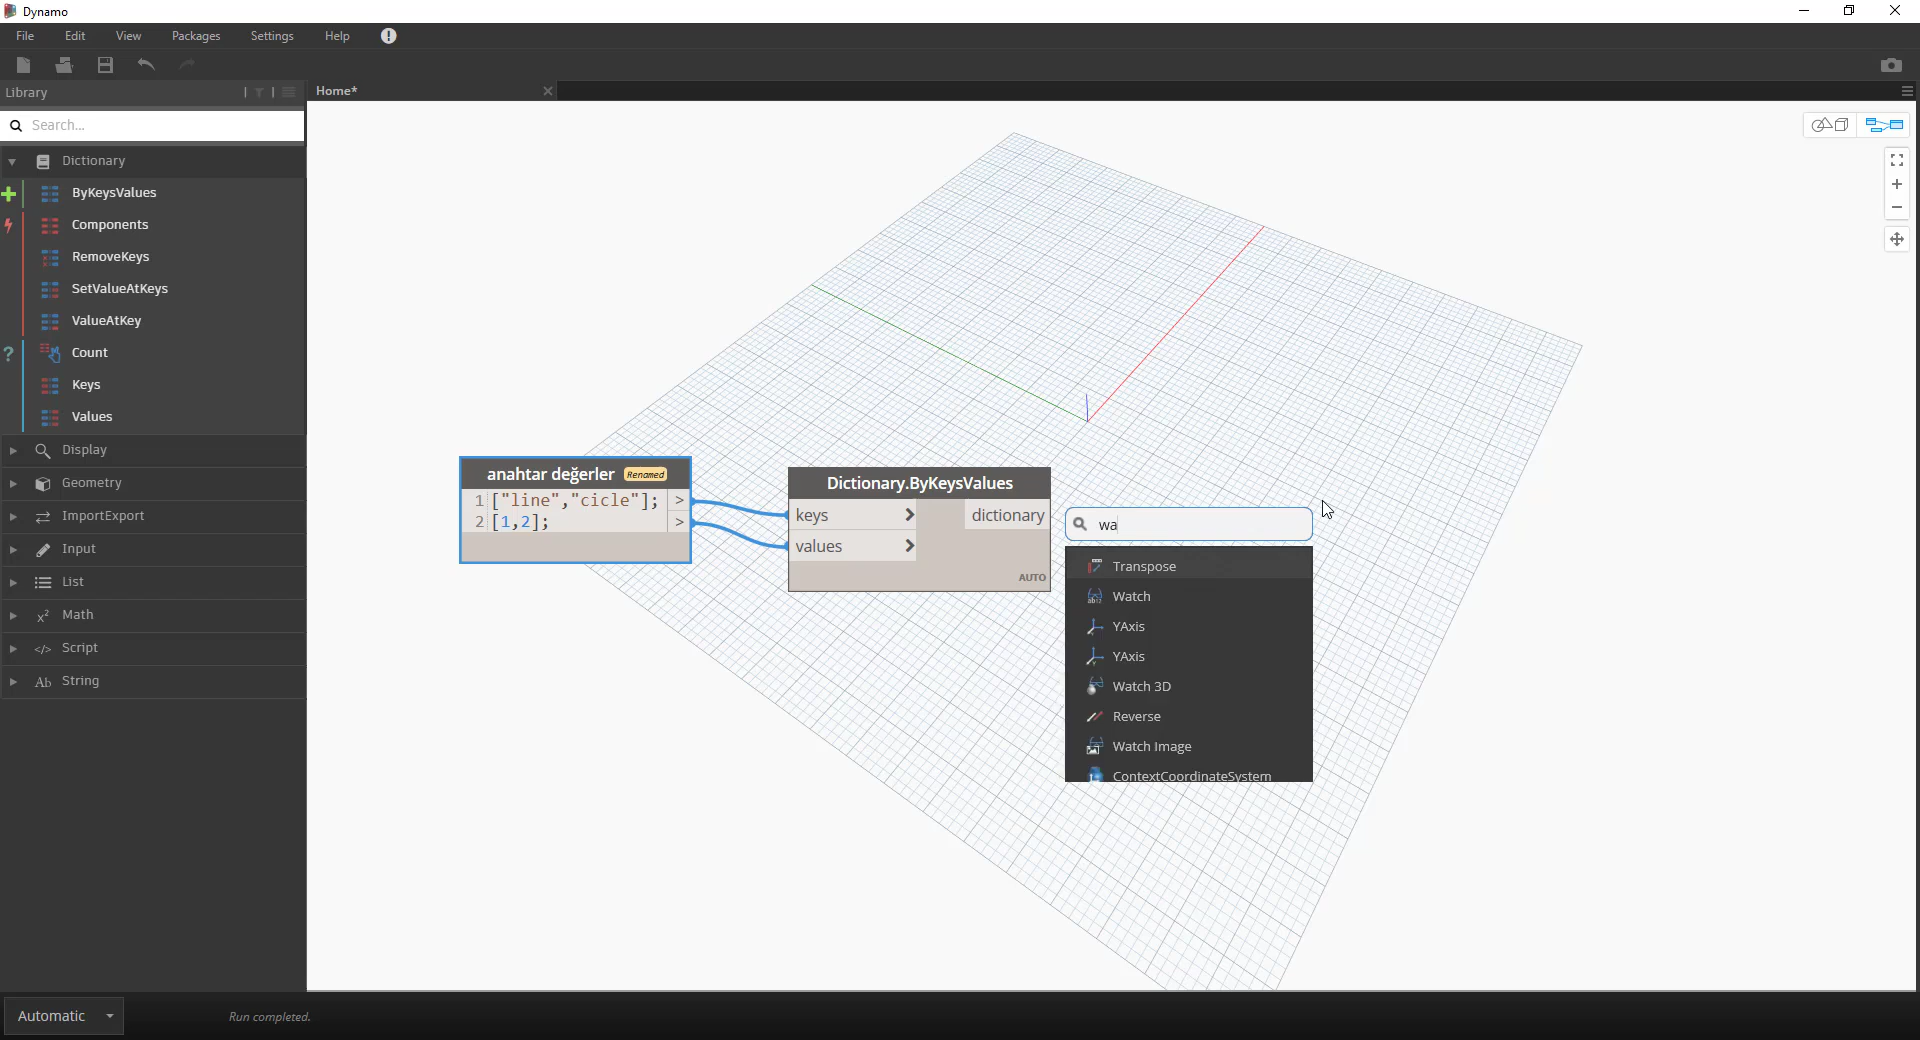 Dynamo
File Edit View Packages Settings Help
Library
Home*
Search...
Dictionary
ByKeysValues
Components
RemoveKeys
SetValueAtKeys
ValueAtKey
Count
Keys
Values
Display
Geometry
ImportExport
Input
List
Math
Script
String
anahtar değerler Renamed
1 ["line","cicle"]; >
2 [1,2]; >
Dictionary.ByKeysValues
keys > dictionary
values >
AUTO
wa
Transpose
Watch
YAxis
YAxis
Watch 3D
Reverse
Watch Image
ContextCoordinateSystem
Automatic
Run completed.